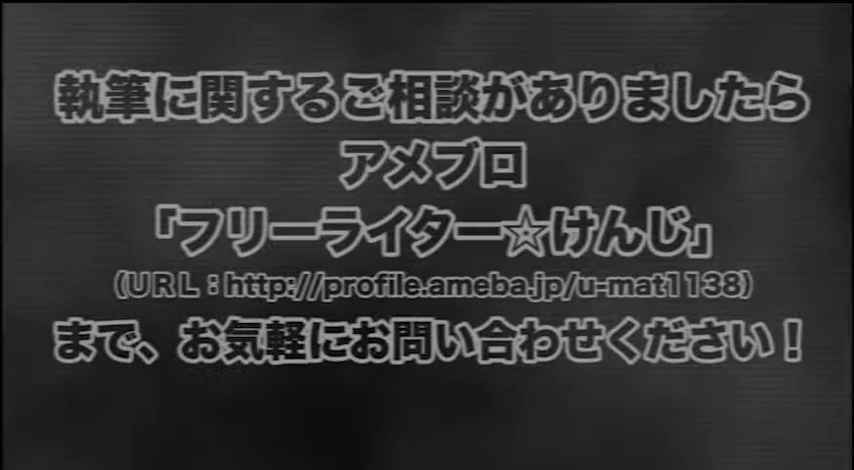 執筆に関するご相談がありましたら
アメブロ
「フリーライター☆けんじ」
(URL：http://profile.ameba.jp/u-mat1138)
まで、お気軽にお問い合わせください！